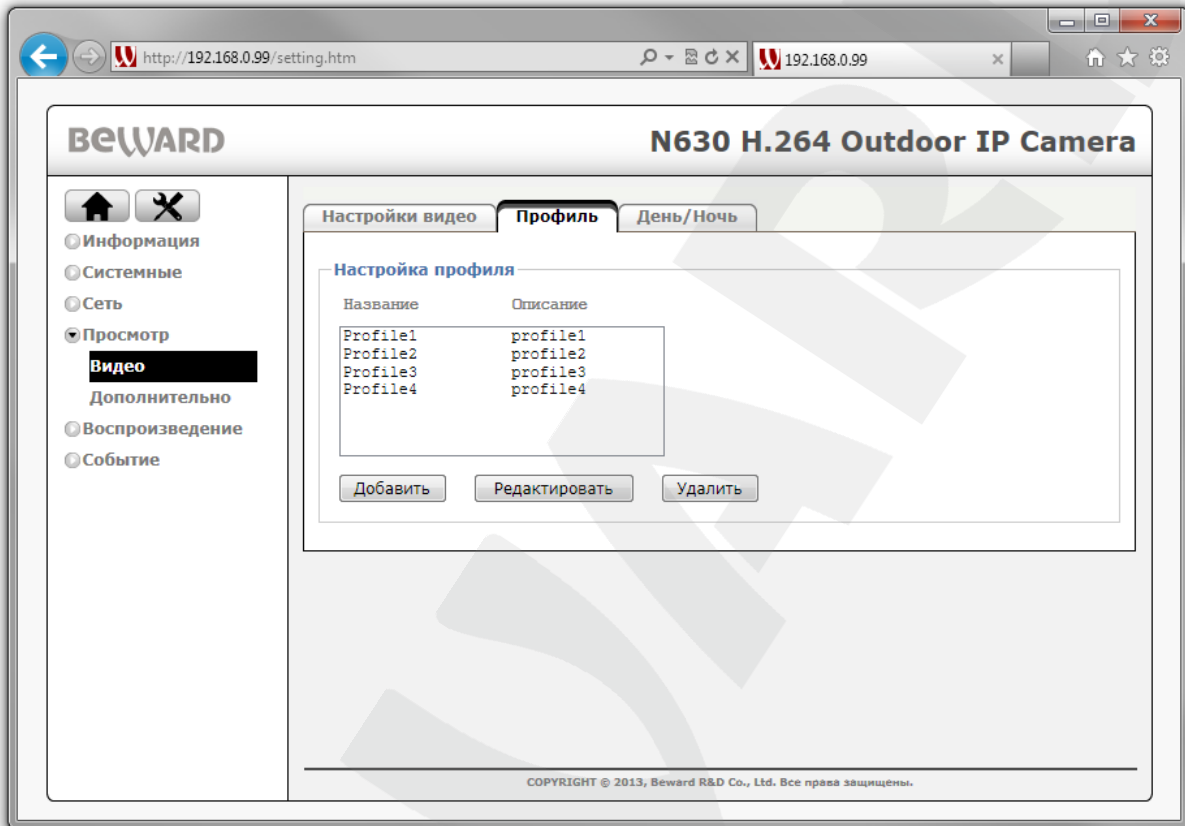 http://192.168.0.99/setting.htm
192.168.0.99
BEWARD
N630 H.264 Outdoor IP Camera
Информация
Системные
Сеть
Просмотр
Видео
Дополнительно
Воспроизведение
Событие
Настройки видео
Профиль
День/Ночь
Настройка профиля
Название Описание
Profile1 profile1
Profile2 profile2
Profile3 profile3
Profile4 profile4
Добавить
Редактировать
Удалить
COPYRIGHT © 2013, Beward R&D Co., Ltd. Все права защищены.